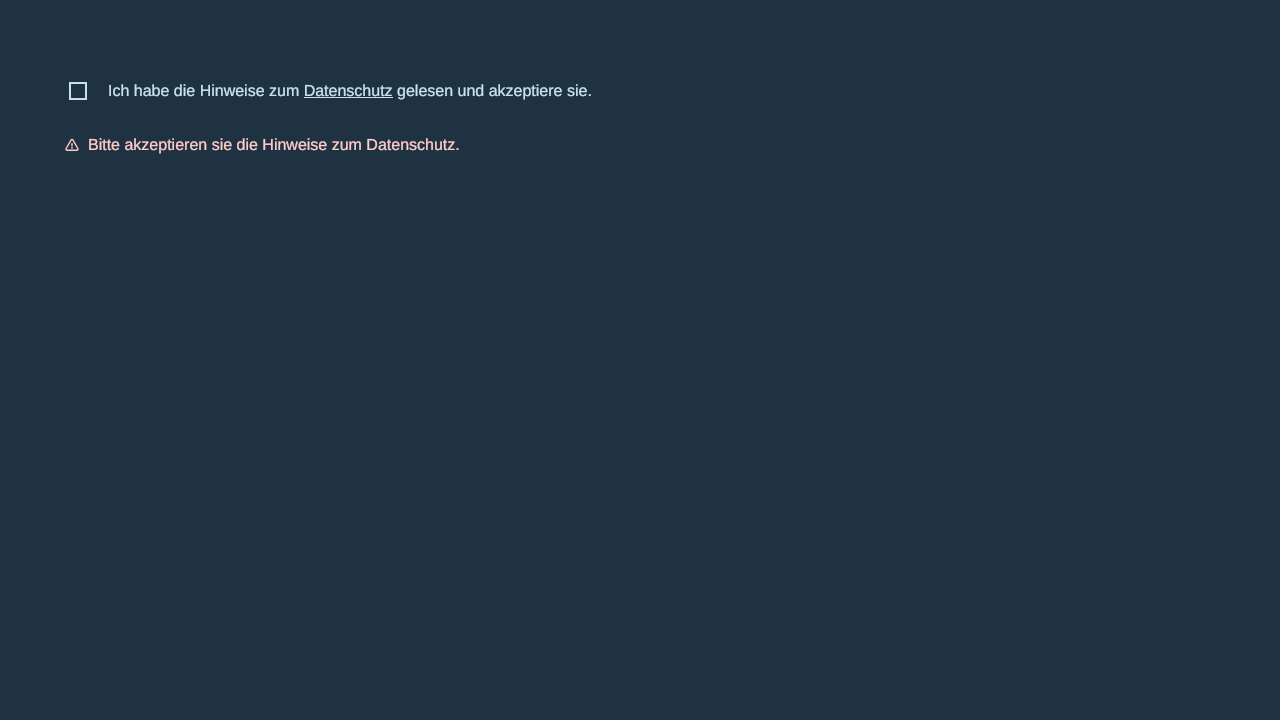 Ich habe die Hinweise zum Datenschutz gelesen und akzeptiere sie.
Bitte akzeptieren sie die Hinweise zum Datenschutz.